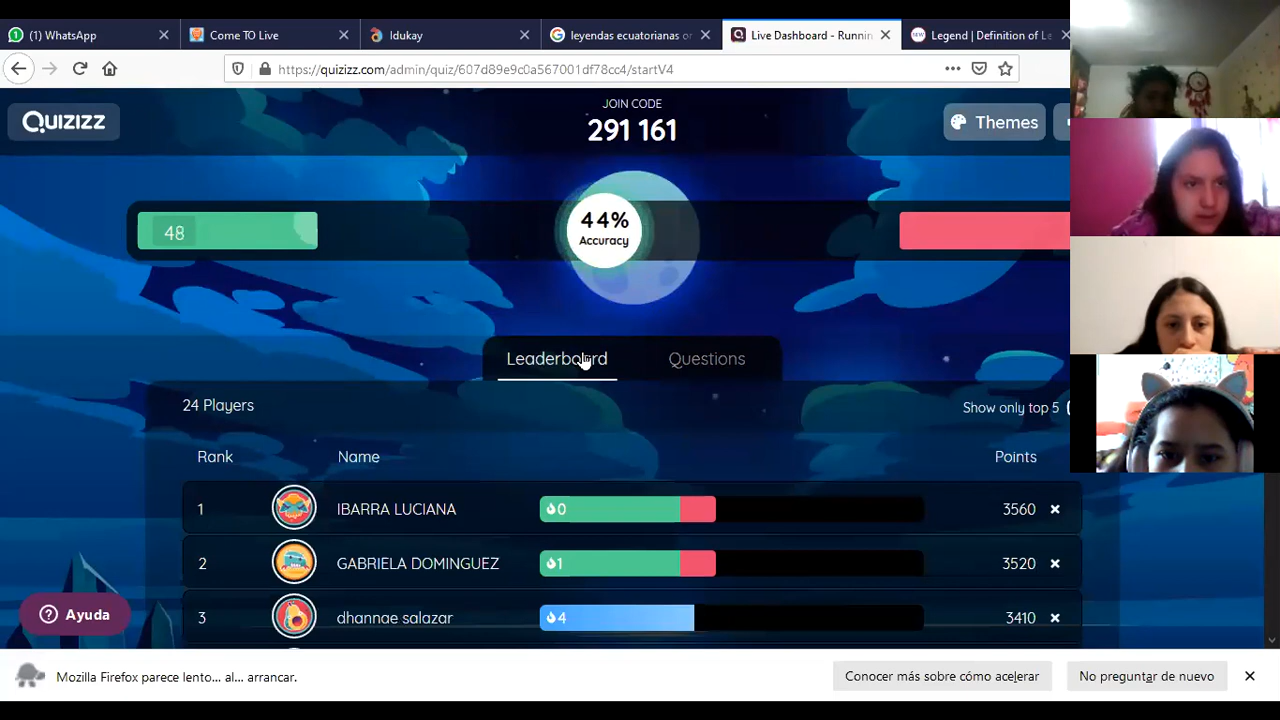 (1) WhatsApp
Come TO Live
Idukay
leyendas ecuatorianas or
Live Dashboard - Runnin
Legend | Definition of Le
https://quizizz.com/admin/quiz/607d89e9c0a567001df78cc4/startV4
QUIZIZZ
JOIN CODE
291 161
Themes
48
44%
Accuracy
Leaderboard
Questions
24 Players
Show only top 5
Rank
Name
Points
1
IBARRA LUCIANA
0
3560
2
GABRIELA DOMINGUEZ
1
3520
3
dhannae salazar
4
3410
Ayuda
Mozilla Firefox parece lento... al... arrancar.
Conocer más sobre cómo acelerar
No preguntar de nuevo